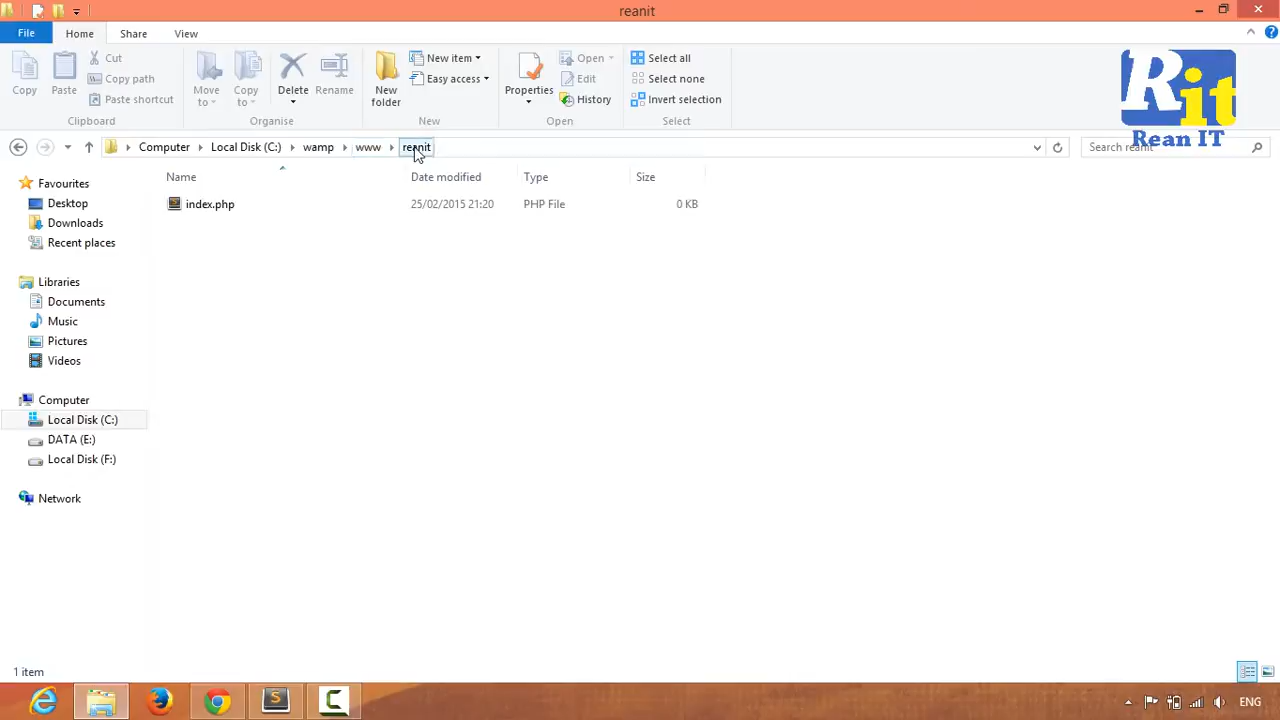 reanit
File Home Share View
Copy
Paste
Cut
Copy path
Paste shortcut
Clipboard
Move to
Copy to
Delete
Rename
Organise
New folder
New item
Easy access
New
Properties
Open
Edit
History
Open
Select all
Select none
Invert selection
Select
Rit
Rean IT
Computer Local Disk (C:) wamp www reanit
Search reanit
Name Date modified Type Size
index.php 25/02/2015 21:20 PHP File 0 KB
Favourites
Desktop
Downloads
Recent places
Libraries
Documents
Music
Pictures
Videos
Computer
Local Disk (C:)
DATA (E:)
Local Disk (F:)
Network
1 item
ENG